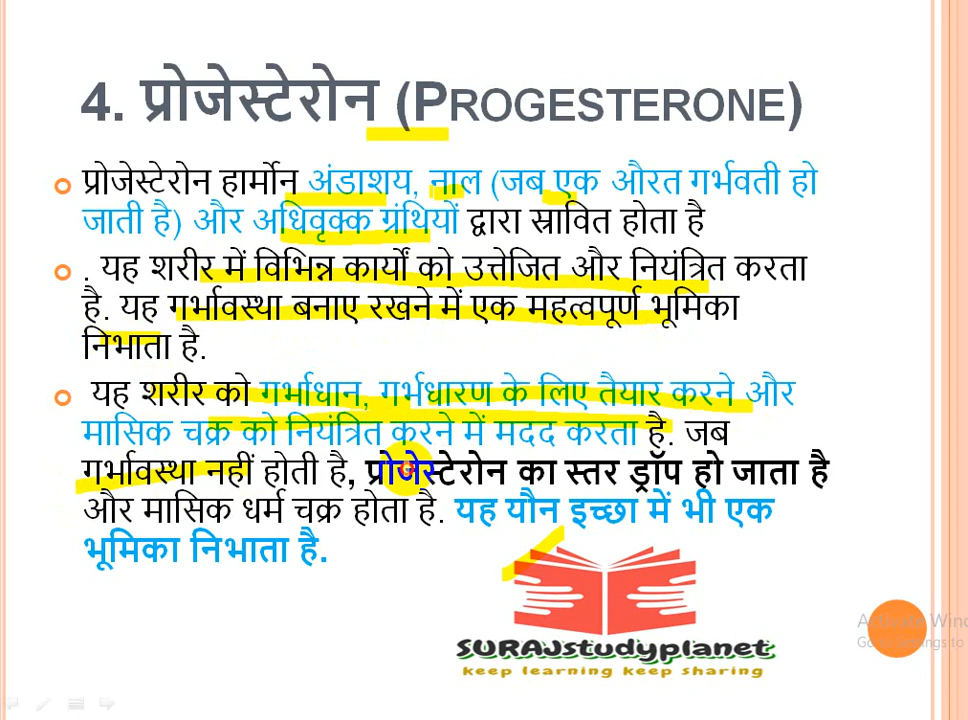 4. प्रोजेस्टेरोन (PROGESTERONE)
प्रोजेस्टेरोन हार्मोन अंडाशय, नाल (जब एक औरत गर्भवती हो
जाती है) और अधिवृक्क ग्रंथियों द्वारा स्रावित होता है
. यह शरीर में विभिन्न कार्यों को उत्तेजित और नियंत्रित करता
है. यह गर्भावस्था बनाए रखने में एक महत्वपूर्ण भूमिका
निभाता है.
यह शरीर को गर्भाधान, गर्भधारण के लिए तैयार करने और
मासिक चक्र को नियंत्रित करने में मदद करता है. जब
गर्भावस्था नहीं होती है, प्रोजेस्टेरोन का स्तर ड्रॉप हो जाता है
और मासिक धर्म चक्र होता है. यह यौन इच्छा में भी एक
भूमिका निभाता है.
SURAJstudyplanet
keep learning keep sharing